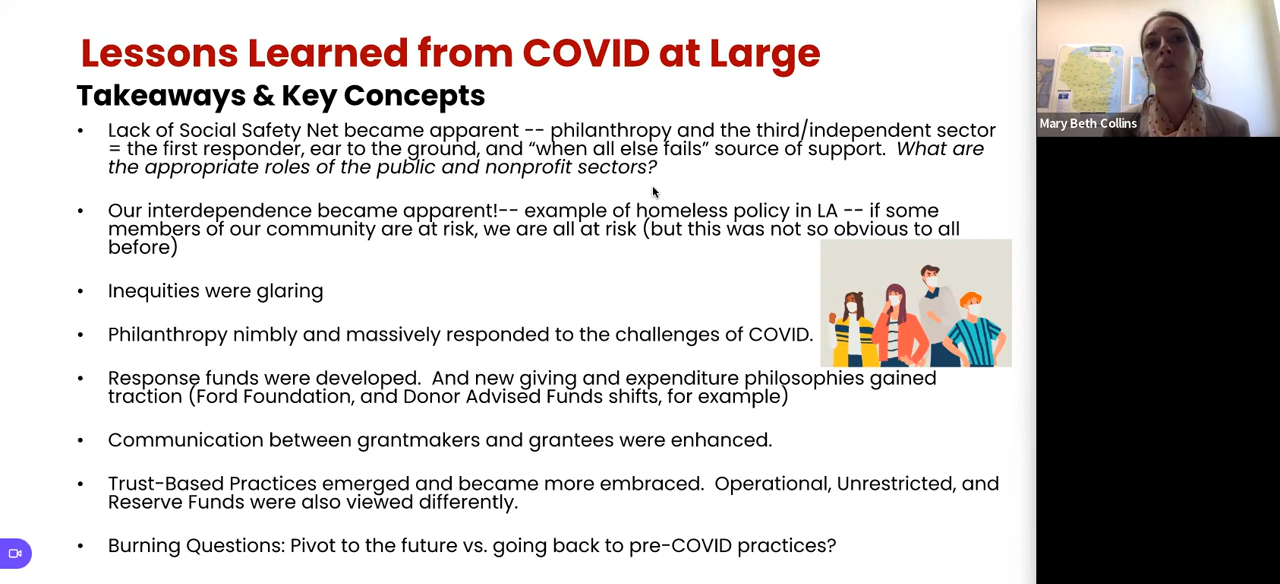 Lessons Learned from COVID at Large
Takeaways & Key Concepts
• Lack of Social Safety Net became apparent -- philanthropy and the third/independent sector
= the first responder, ear to the ground, and “when all else fails” source of support.  What are
the appropriate roles of the public and nonprofit sectors?
• Our interdependence became apparent!-- example of homeless policy in LA -- if some
members of our community are at risk, we are all at risk (but this was not so obvious to all
before)
• Inequities were glaring
• Philanthropy nimbly and massively responded to the challenges of COVID.
• Response funds were developed.  And new giving and expenditure philosophies gained
traction (Ford Foundation, and Donor Advised Funds shifts, for example)
• Communication between grantmakers and grantees were enhanced.
• Trust-Based Practices emerged and became more embraced.  Operational, Unrestricted, and
Reserve Funds were also viewed differently.
• Burning Questions: Pivot to the future vs. going back to pre-COVID practices?
Mary Beth Collins